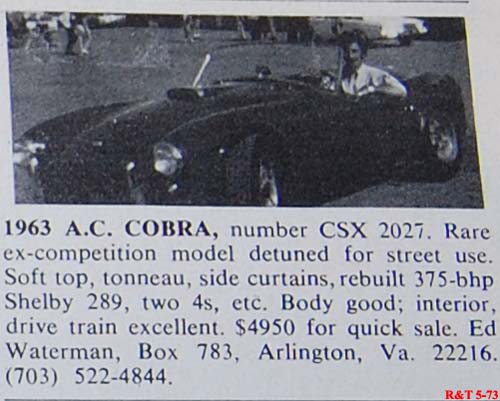 1963 A.C. COBRA, number CSX 2027. Rare
ex-competition model detuned for street use.
Soft top, tonneau, side curtains, rebuilt 375-bhp
Shelby 289, two 4s, etc. Body good; interior,
drive train excellent. $4950 for quick sale. Ed
Waterman, Box 783, Arlington, Va. 22216.
(703) 522-4844.
R&T 5-73